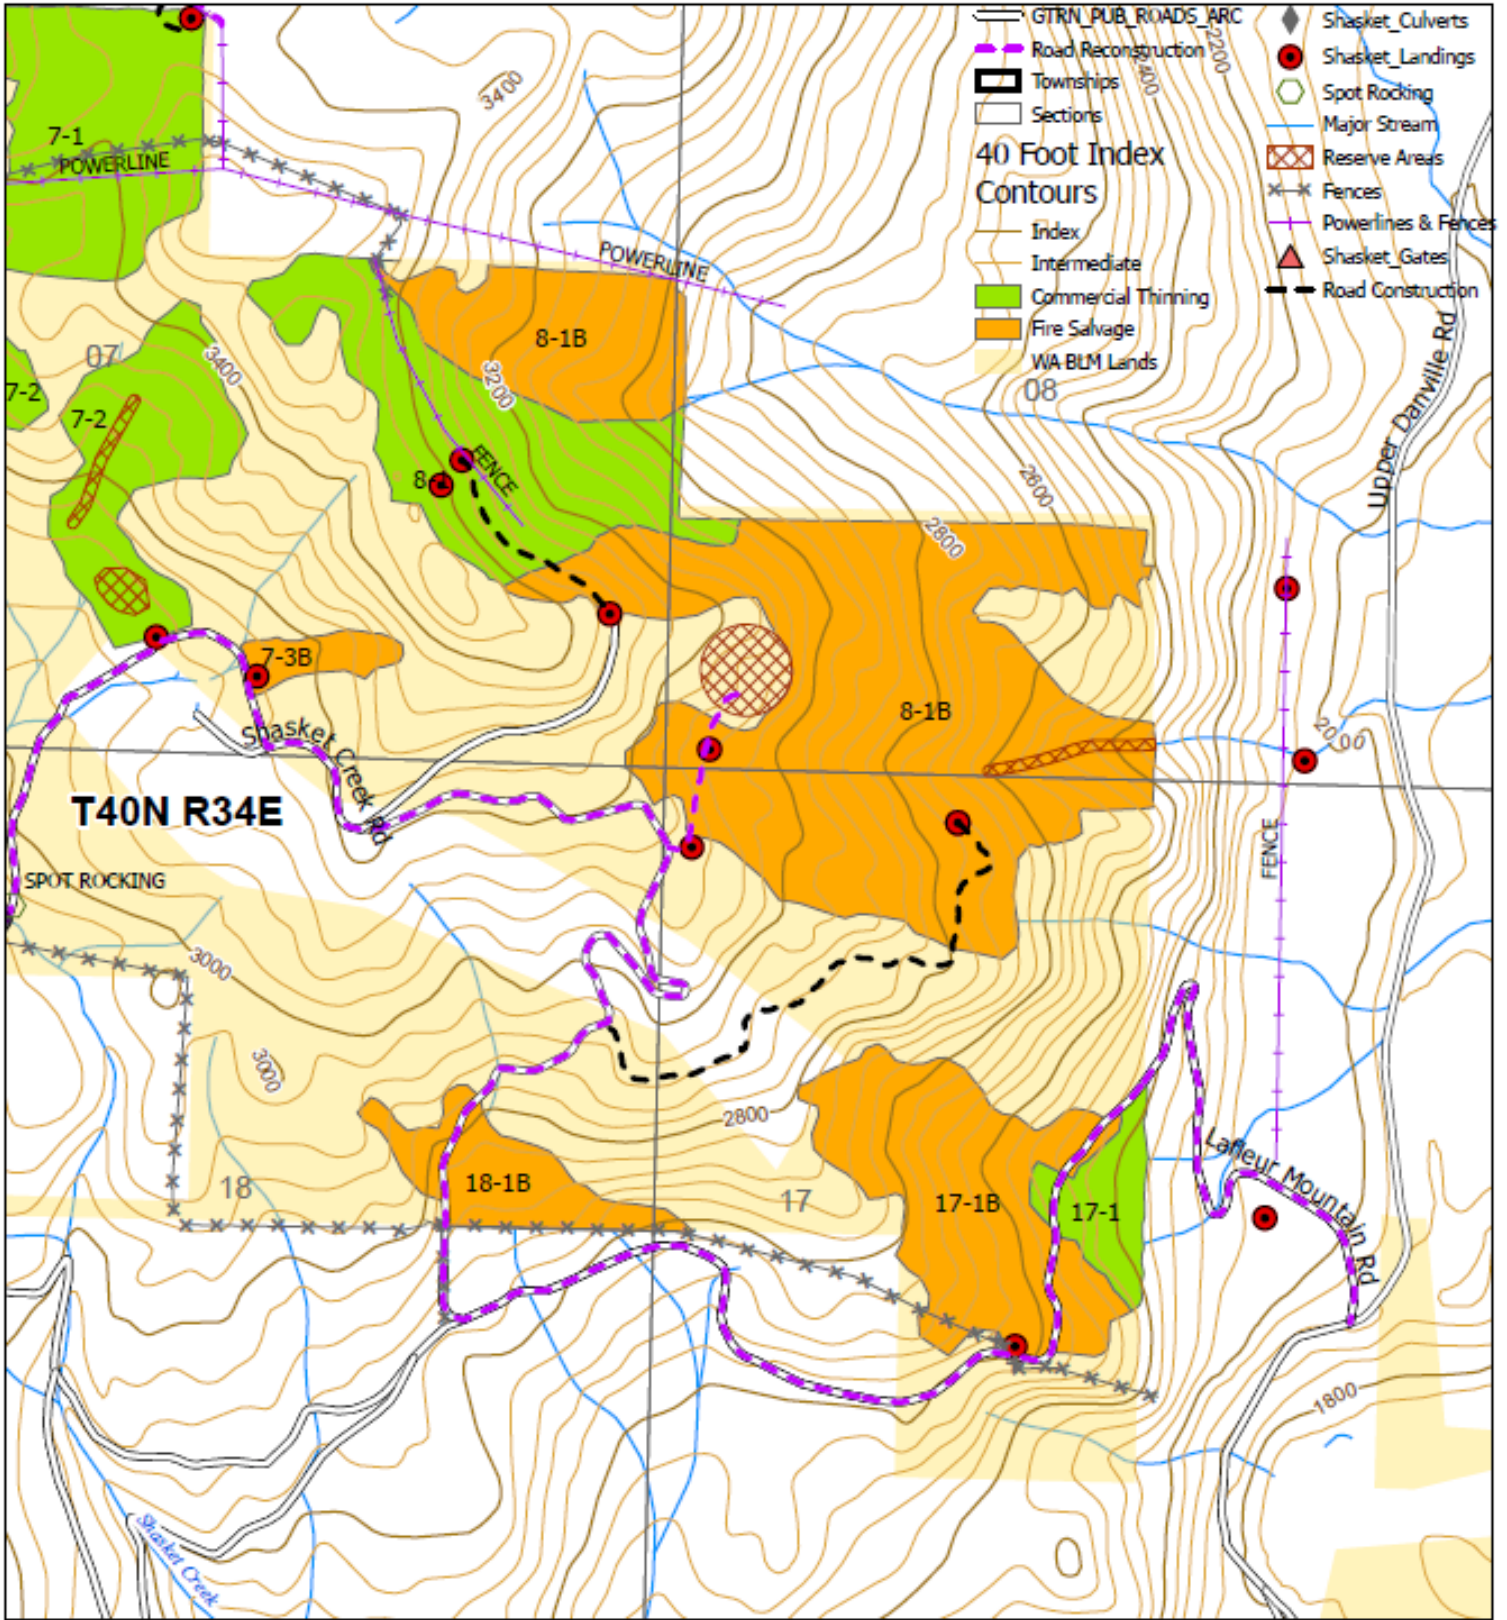 GTRN_PUB_ROADS_ARC
Road Reconstruction
Townships
Sections
40 Foot Index
Contours
Index
Intermediate
Commercial Thinning
Fire Salvage
WA BLM Lands
Shasket_Culverts
Shasket_Landings
Spot Rocking
Major Stream
Reserve Areas
Fences
Powerlines & Fences
Shasket_Gates
Road Construction
2200
2400
3400
7-1
POWERLINE
POWERLINE
8-1B
07
3400
7-2
7-2
3200
08
Upper Danville Rd
FENCE
8-
2600
2800
7-3B
8-1B
Shasket Creek Rd
2000
T40N R34E
FENCE
SPOT ROCKING
3000
3000
2800
Lafleur Mountain Rd
18
18-1B
17
17-1B
17-1
1800
Shasket Creek